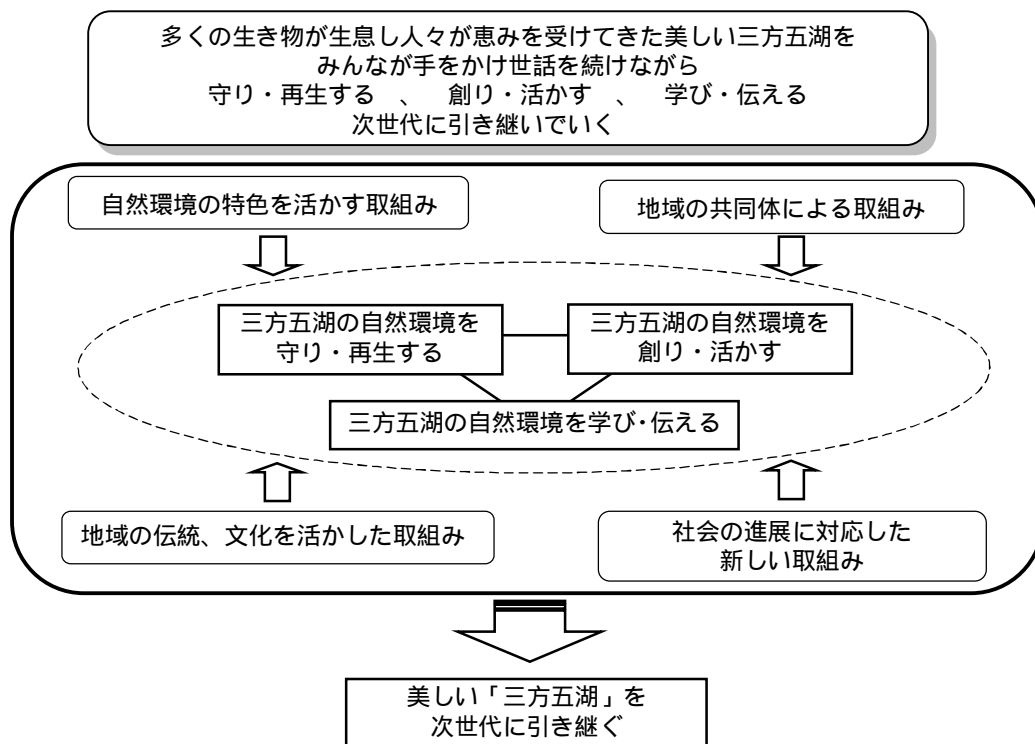 多くの生き物が生息し人々が恵みを受けてきた美しい三方五湖を
みんなが手をかけ世話を続けながら
守り・再生する　、　創り・活かす　、　学び・伝える
次世代に引き継いでいく
自然環境の特色を活かす取組み
地域の共同体による取組み
三方五湖の自然環境を
守り・再生する
三方五湖の自然環境を
創り・活かす
三方五湖の自然環境を学び・伝える
地域の伝統、文化を活かした取組み
社会の進展に対応した
新しい取組み
美しい「三方五湖」を
次世代に引き継ぐ